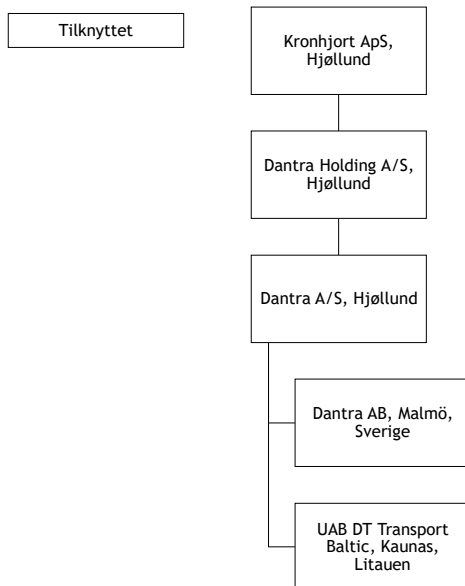 Tilknyttet
Kronhjort ApS,
Hjøllund
Dantra Holding A/S,
Hjøllund
Dantra A/S, Hjøllund
Dantra AB, Malmö,
Sverige
UAB DT Transport
Baltic, Kaunas,
Litauen